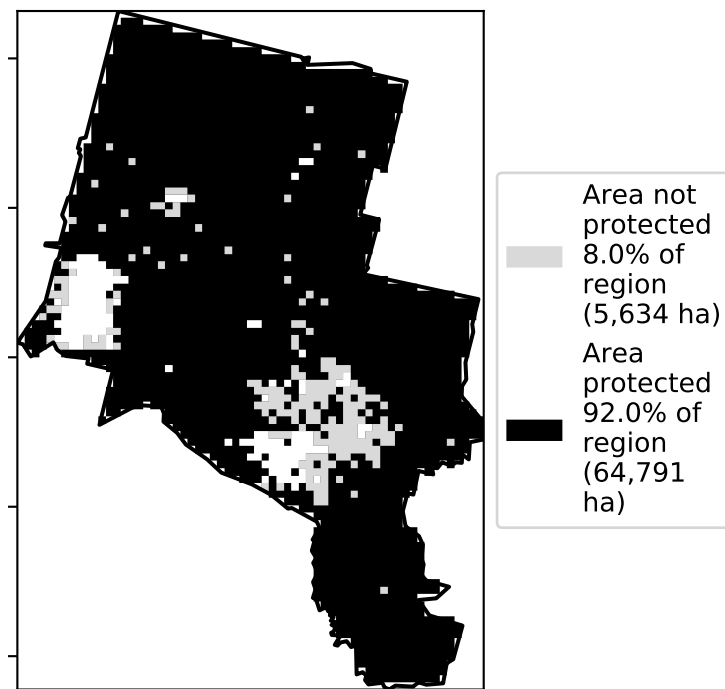 Area not
protected
8.0% of
region
(5,634 ha)
Area
protected
92.0% of
region
(64,791
ha)